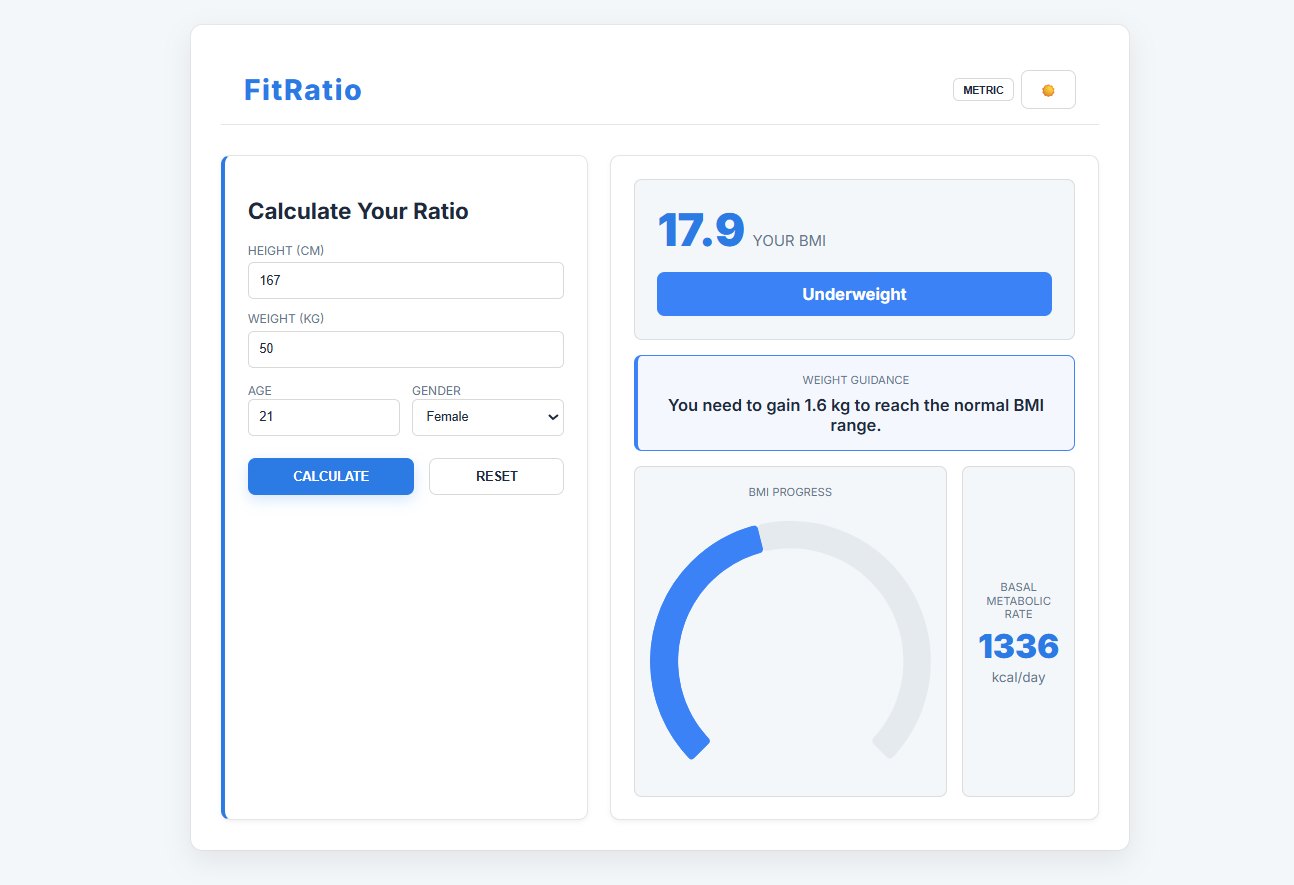 FitRatio
METRIC
Calculate Your Ratio
HEIGHT (CM)
167
WEIGHT (KG)
50
AGE
GENDER
21
Female
CALCULATE
RESET
17.9 YOUR BMI
Underweight
WEIGHT GUIDANCE
You need to gain 1.6 kg to reach the normal BMI
range.
BMI PROGRESS
BASAL
METABOLIC
RATE
1336
kcal/day